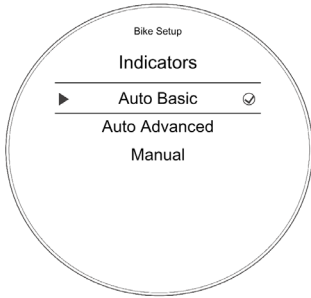 Bike Setup
Indicators
Auto Basic
Auto Advanced
Manual